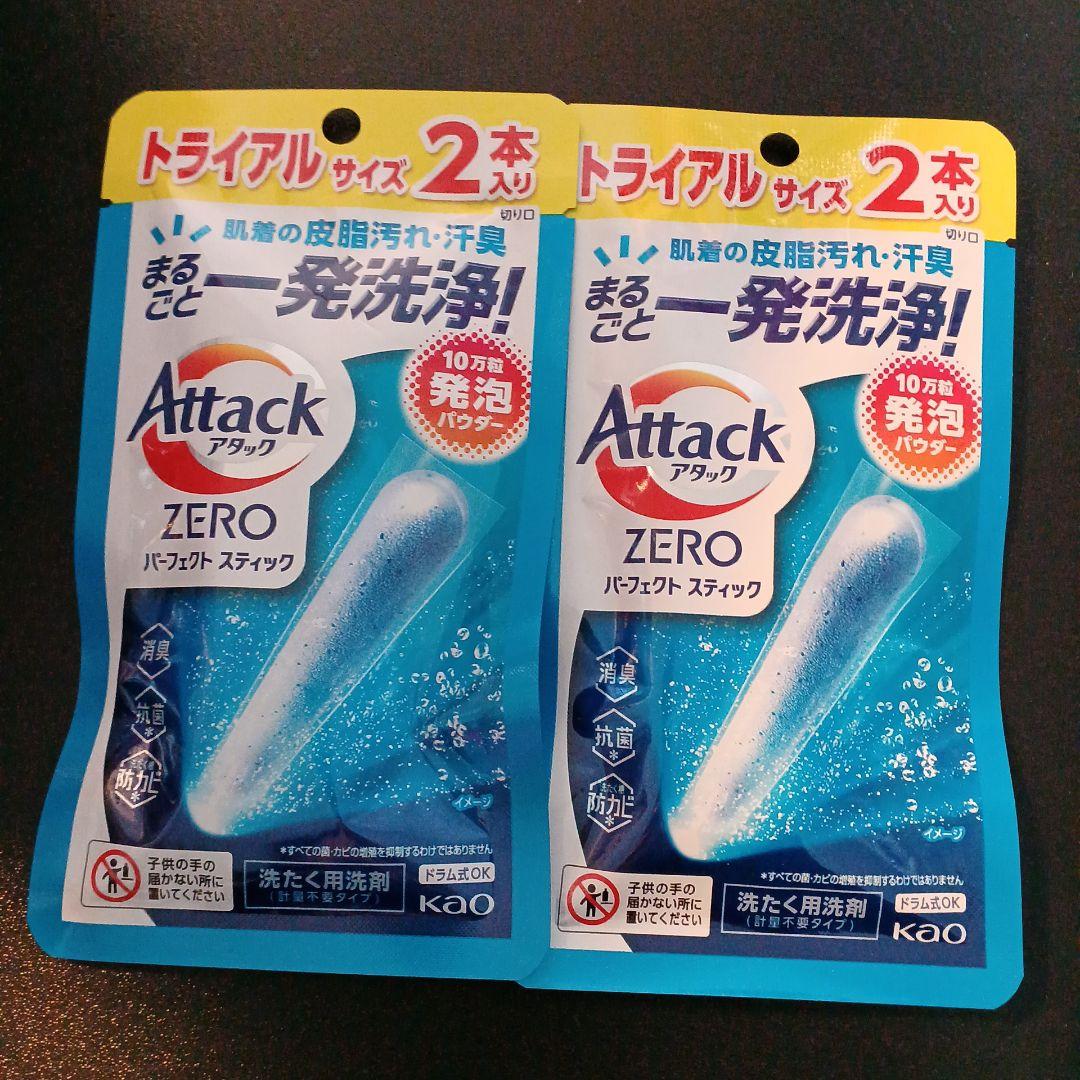 トライアル サイズ 2本入り
切り口
肌着の皮脂汚れ・汗臭
まるごと一発洗浄!
10万粒
発泡
パウダー
Attack
アタック
ZERO
パーフェクト スティック
消臭
抗菌*
洗たく槽
防カビ*
イメージ
*すべての菌・カビの増殖を抑制するわけではありません
子供の手の
届かない所に
置いてください
洗たく用洗剤
(計量不要タイプ)
ドラム式OK
Kao
トライアル サイズ 2本入り
切り口
肌着の皮脂汚れ・汗臭
まるごと一発洗浄!
10万粒
発泡
パウダー
Attack
アタック
ZERO
パーフェクト スティック
消臭
抗菌*
洗たく槽
防カビ*
イメージ
*すべての菌・カビの増殖を抑制するわけではありません
子供の手の
届かない所に
置いてください
洗たく用洗剤
(計量不要タイプ)
ドラム式OK
Kao